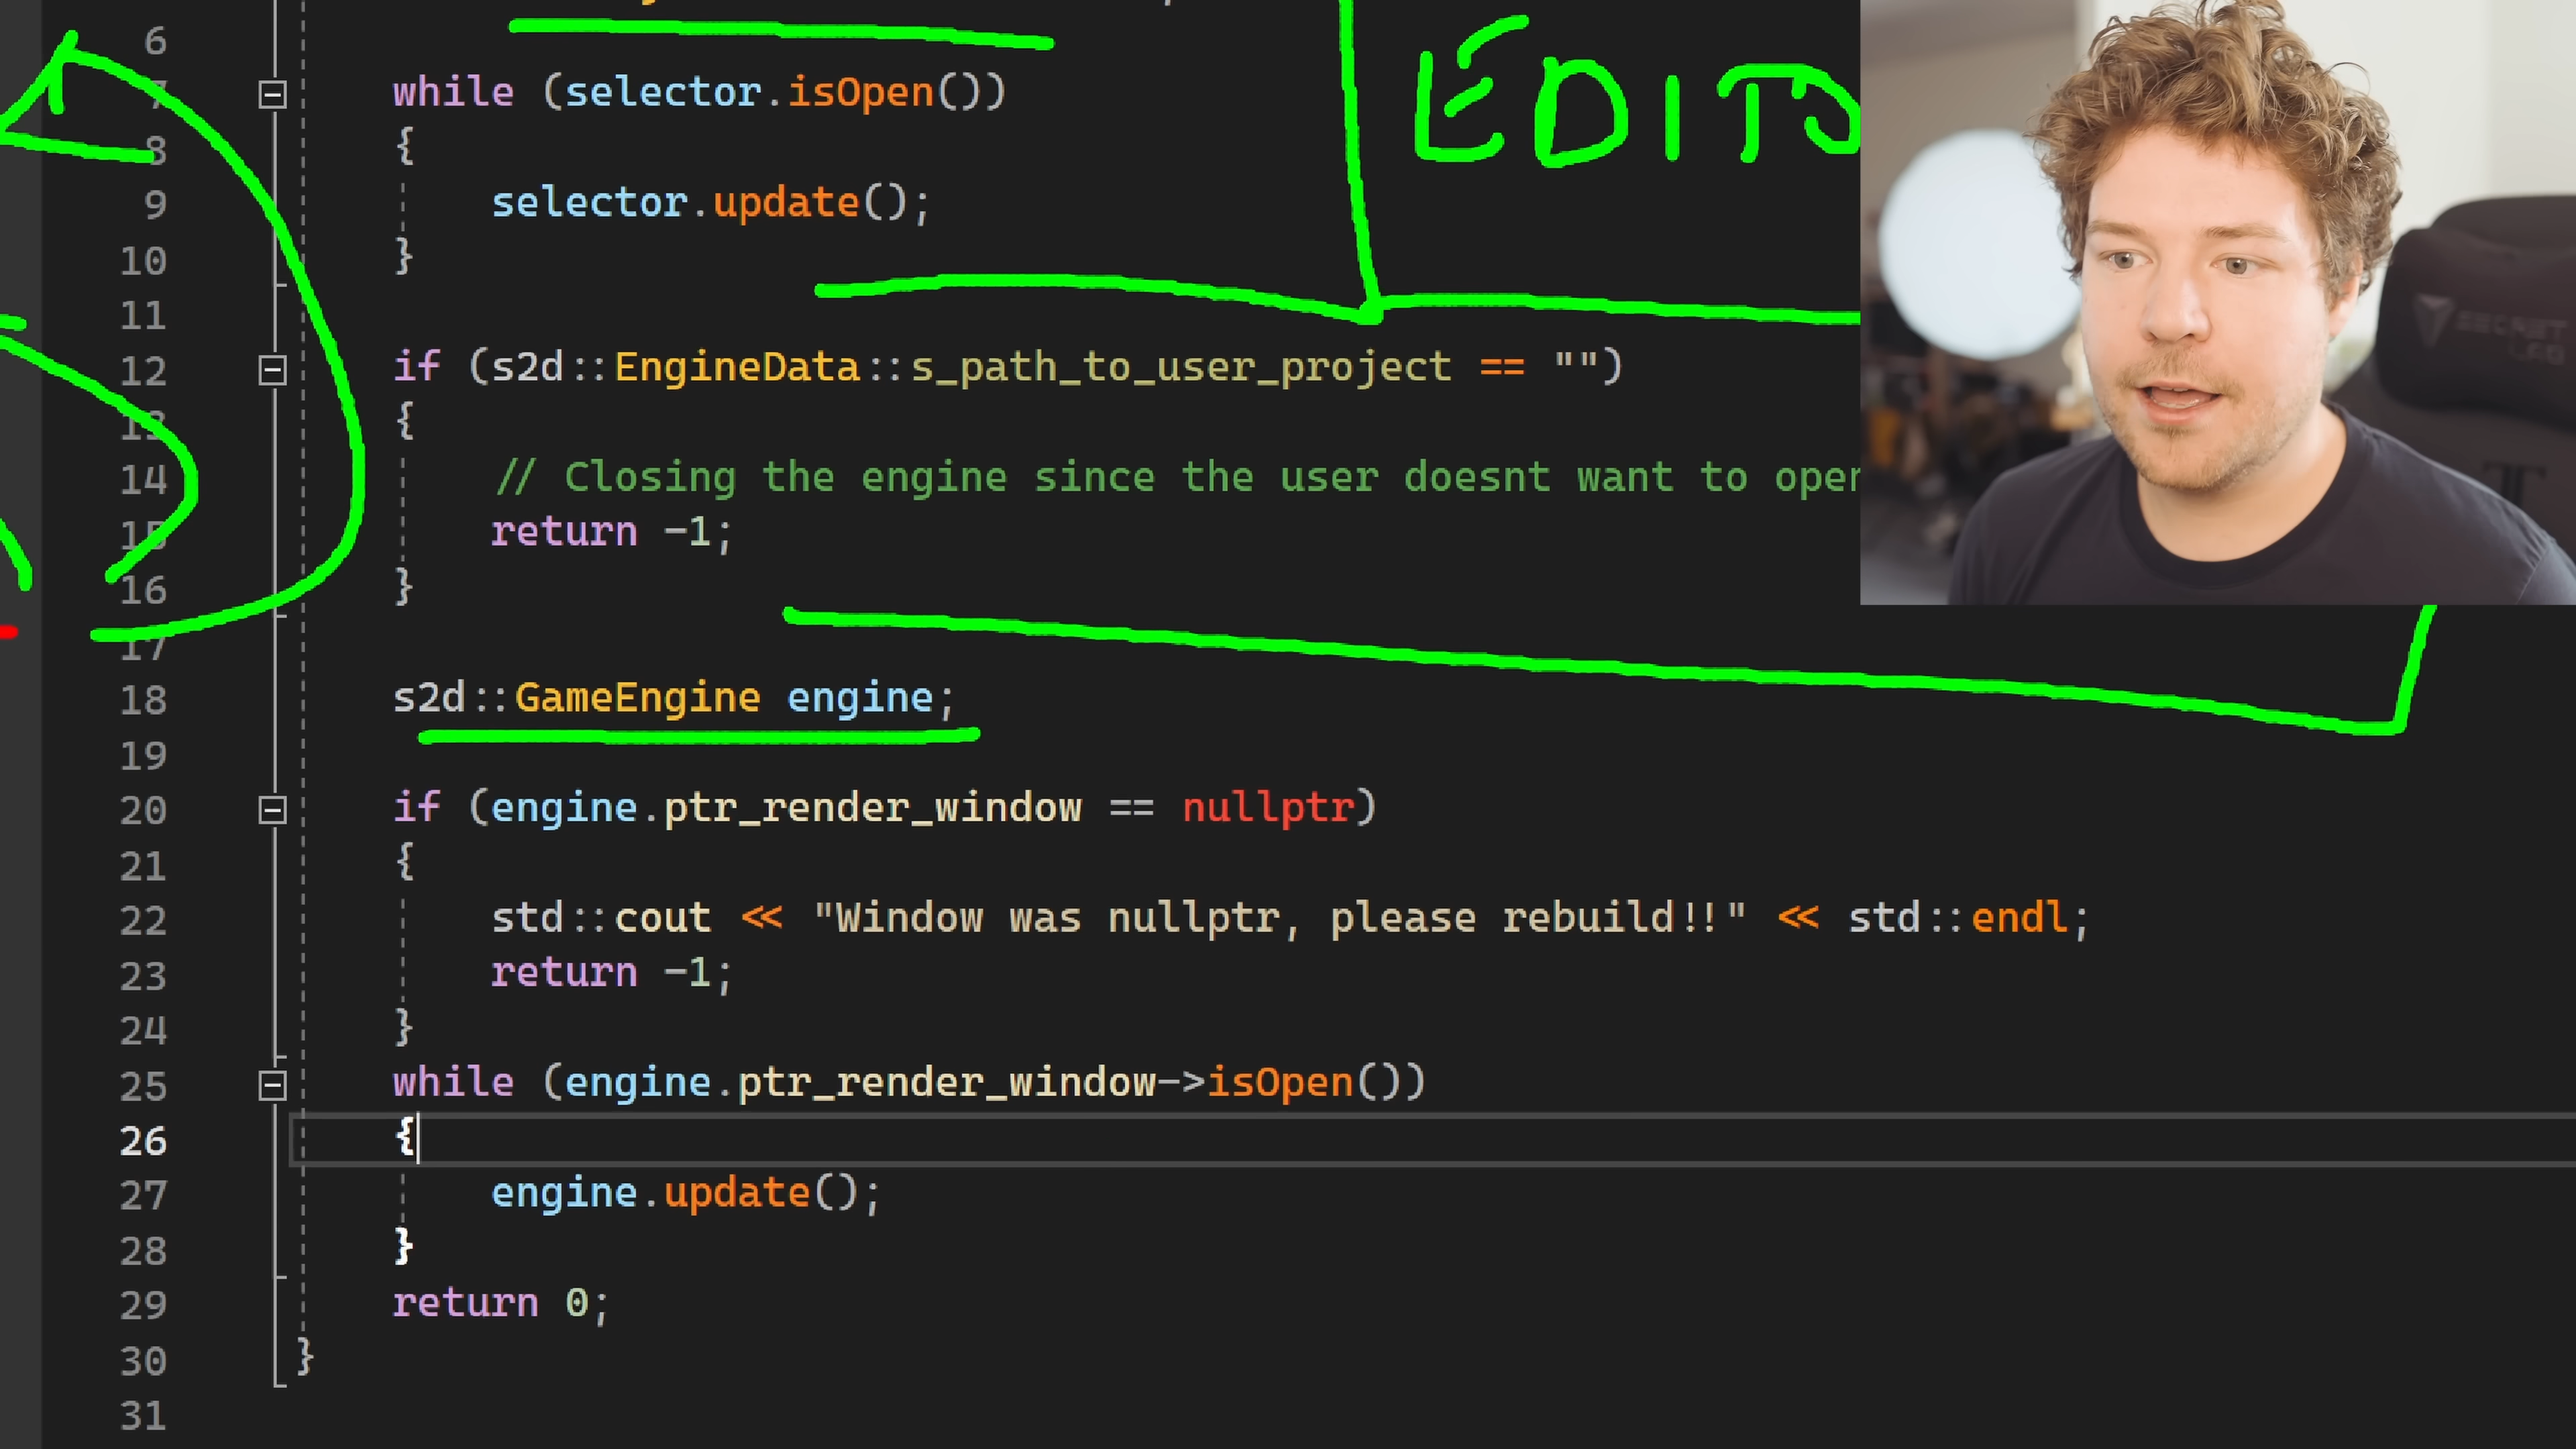 6
EDITO
7 while (selector.isOpen())
8 {
9 selector.update();
10 }
11
12 if (s2d::EngineData::s_path_to_user_project == "")
13 {
14 // Closing the engine since the user doesnt want to open
15 return -1;
16 }
17
18 s2d::GameEngine engine;
19
20 if (engine.ptr_render_window == nullptr)
21 {
22 std::cout << "Window was nullptr, please rebuild!!" << std::endl;
23 return -1;
24 }
25 while (engine.ptr_render_window->isOpen())
26 {
27 engine.update();
28 }
29 return 0;
30 }
31
SECRET
LAB